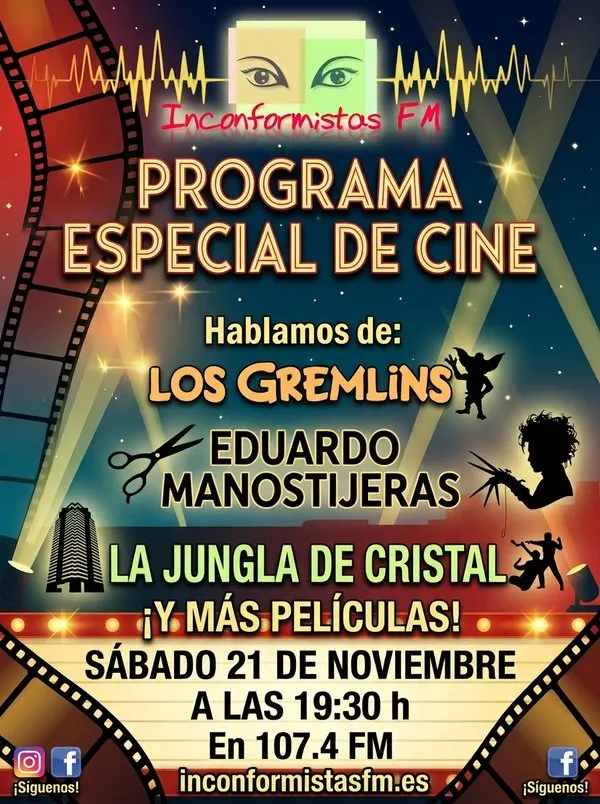 Inconformistas FM
PROGRAMA
ESPECIAL DE CINE
Hablamos de:
LOS GREMLiNS
EDUARDO
MANOSTIJERAS
LA JUNGLA DE CRISTAL
¡Y MÁS PELÍCULAS!
SÁBADO 21 DE NOVIEMBRE
A LAS 19:30 h
En 107.4 FM
inconformistasfm.es
¡Síguenos!
¡Síguenos!